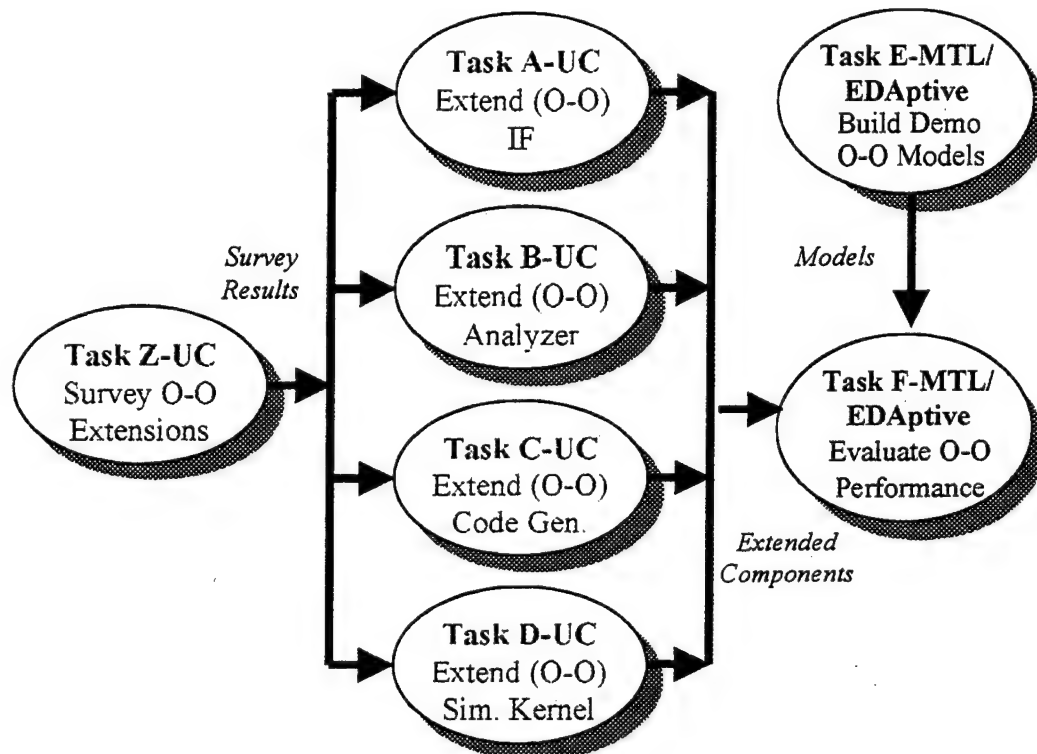 Task A-UC
Extend (O-O)
IF
Task E-MTL/
EDAptive
Build Demo
O-O Models
Survey
Results
Task B-UC
Extend (O-O)
Analyzer
Models
Task Z-UC
Survey O-O
Extensions
Task F-MTL/
EDAptive
Evaluate O-O
Performance
Task C-UC
Extend (O-O)
Code Gen.
Extended
Components
Task D-UC
Extend (O-O)
Sim. Kernel